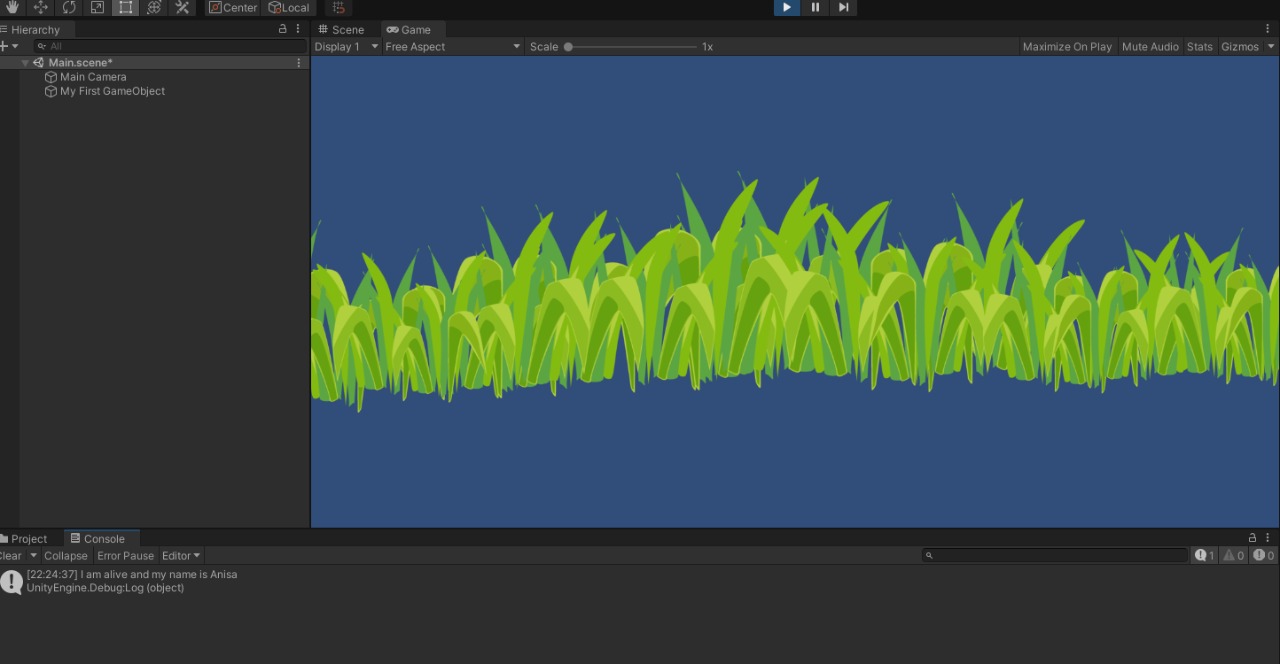 Center Local
Hierarchy
All
Main.scene*
Main Camera
My First GameObject
Scene Game
Display 1 Free Aspect Scale 1x Maximize On Play Mute Audio Stats Gizmos
Project Console
Clear Collapse Error Pause Editor 1 0 0
[22:24:37] I am alive and my name is Anisa
UnityEngine.Debug:Log (object)